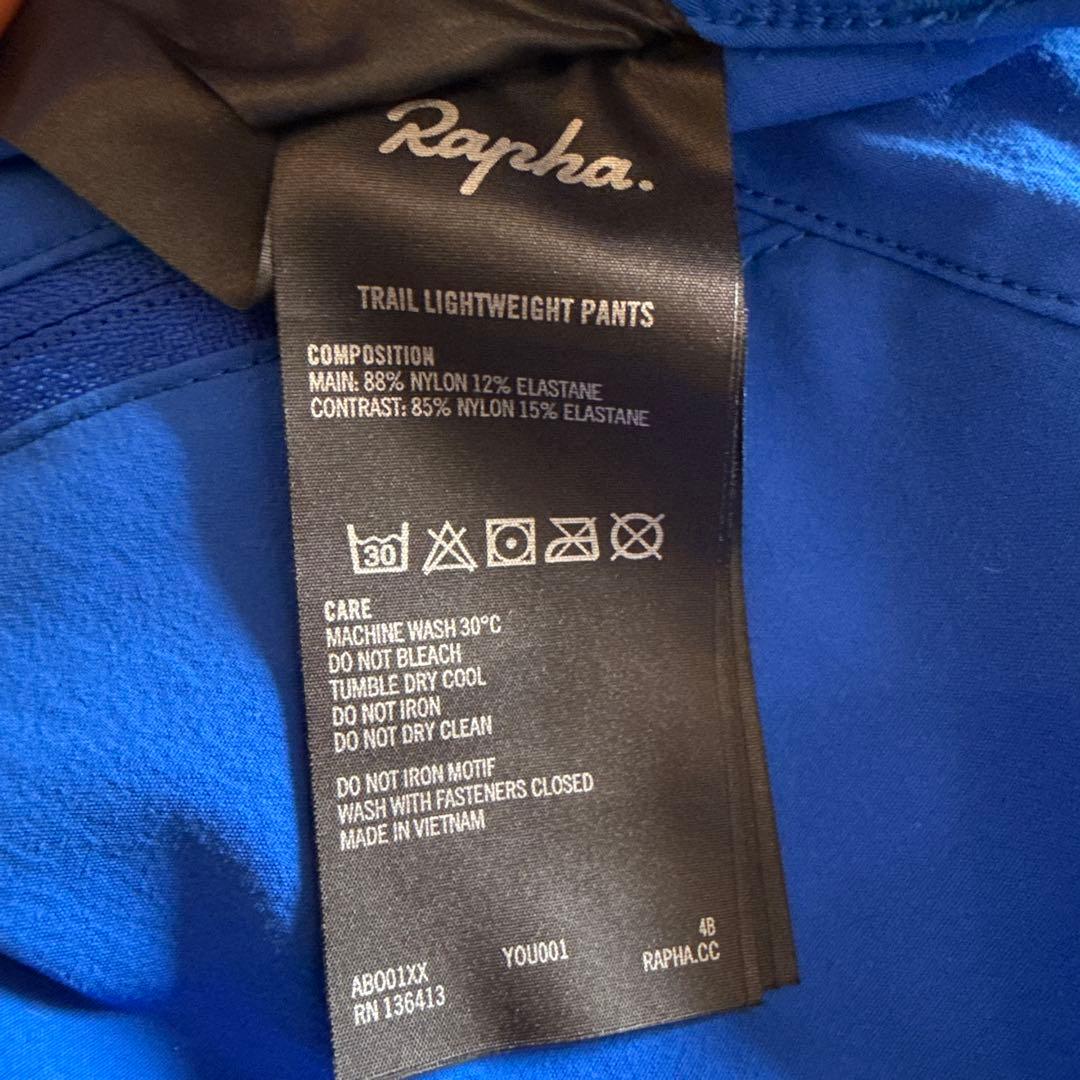 Rapha.
TRAIL LIGHTWEIGHT PANTS
COMPOSITION
MAIN: 88% NYLON 12% ELASTANE
CONTRAST: 85% NYLON 15% ELASTANE
30
CARE
MACHINE WASH 30°C
DO NOT BLEACH
TUMBLE DRY COOL
DO NOT IRON
DO NOT DRY CLEAN
DO NOT IRON MOTIF
WASH WITH FASTENERS CLOSED
MADE IN VIETNAM
4B
ABO01XX YOU001 RAPHA.CC
RN 136413